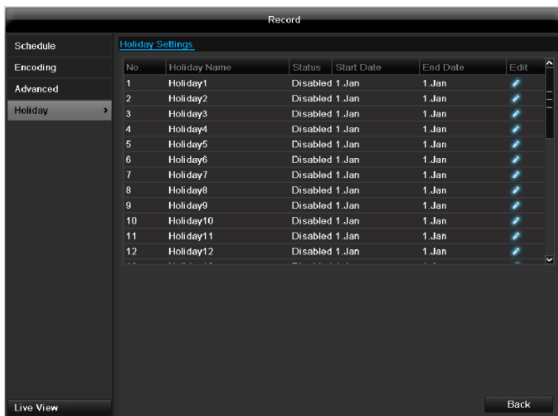 Record
Schedule
Encoding
Advanced
Holiday
Holiday Settings
No. Holiday Name Status Start Date End Date Edit
1 Holiday1 Disabled 1.Jan 1.Jan
2 Holiday2 Disabled 1.Jan 1.Jan
3 Holiday3 Disabled 1.Jan 1.Jan
4 Holiday4 Disabled 1.Jan 1.Jan
5 Holiday5 Disabled 1.Jan 1.Jan
6 Holiday6 Disabled 1.Jan 1.Jan
7 Holiday7 Disabled 1.Jan 1.Jan
8 Holiday8 Disabled 1.Jan 1.Jan
9 Holiday9 Disabled 1.Jan 1.Jan
10 Holiday10 Disabled 1.Jan 1.Jan
11 Holiday11 Disabled 1.Jan 1.Jan
12 Holiday12 Disabled 1.Jan 1.Jan
Live View
Back